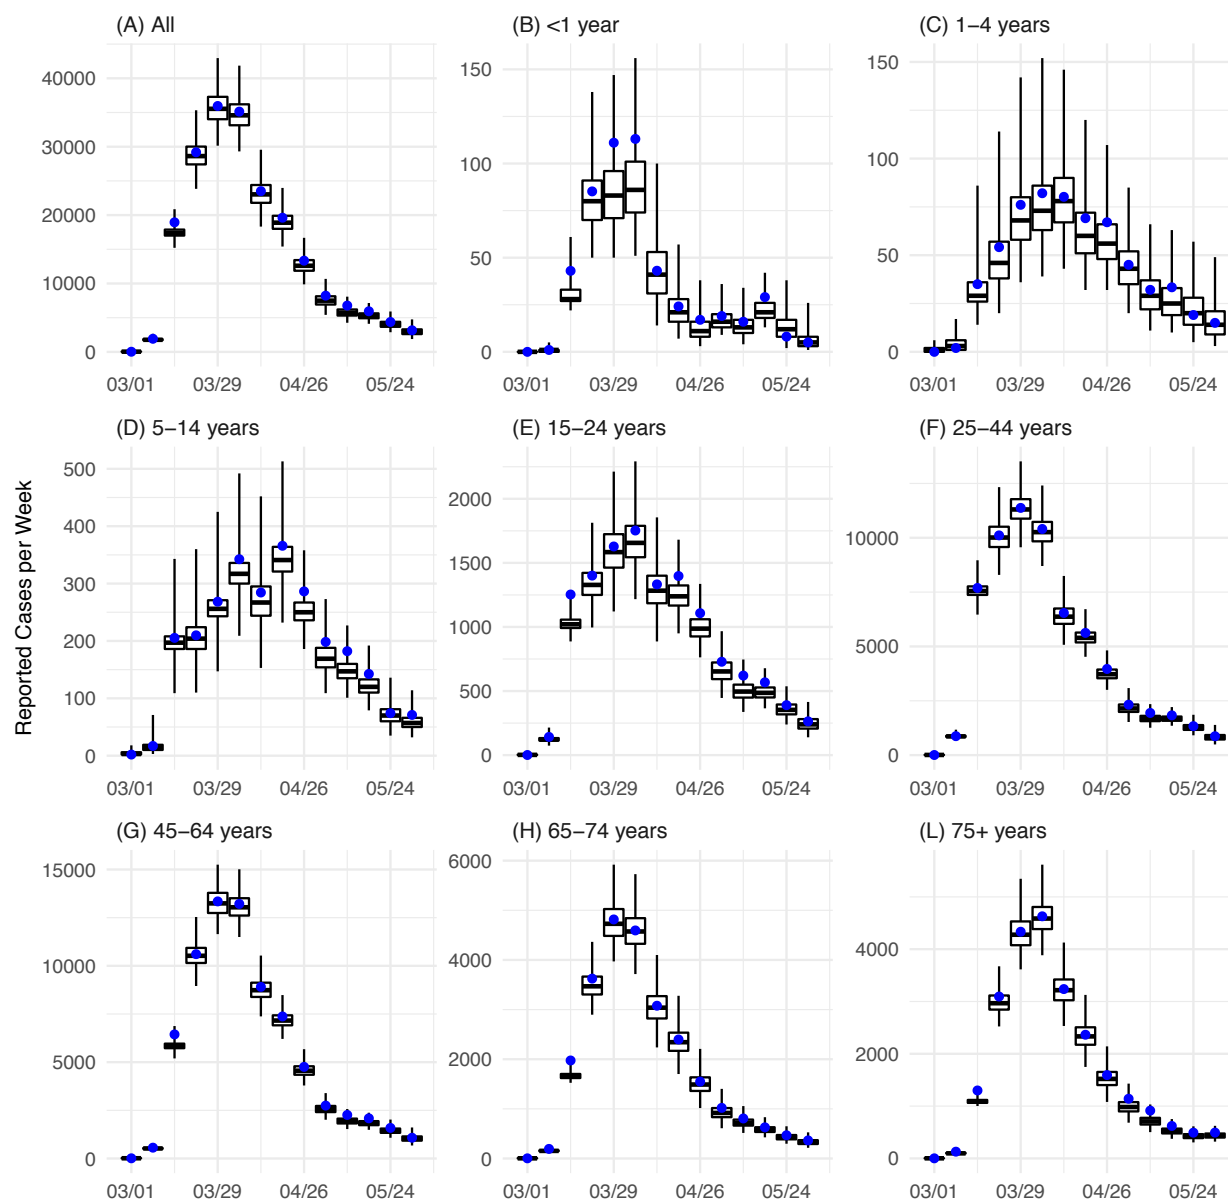 (A) All
(B) <1 year
(C) 1–4 years
40000
30000
20000
10000
0
03/01 03/29 04/26 05/24
150
100
50
0
03/01 03/29 04/26 05/24
150
100
50
0
03/01 03/29 04/26 05/24
Reported Cases per Week
(D) 5–14 years
(E) 15–24 years
(F) 25–44 years
500
400
300
200
100
0
03/01 03/29 04/26 05/24
2000
1500
1000
500
0
03/01 03/29 04/26 05/24
10000
5000
0
03/01 03/29 04/26 05/24
(G) 45–64 years
(H) 65–74 years
(L) 75+ years
15000
10000
5000
0
03/01 03/29 04/26 05/24
6000
4000
2000
0
03/01 03/29 04/26 05/24
4000
2000
0
03/01 03/29 04/26 05/24